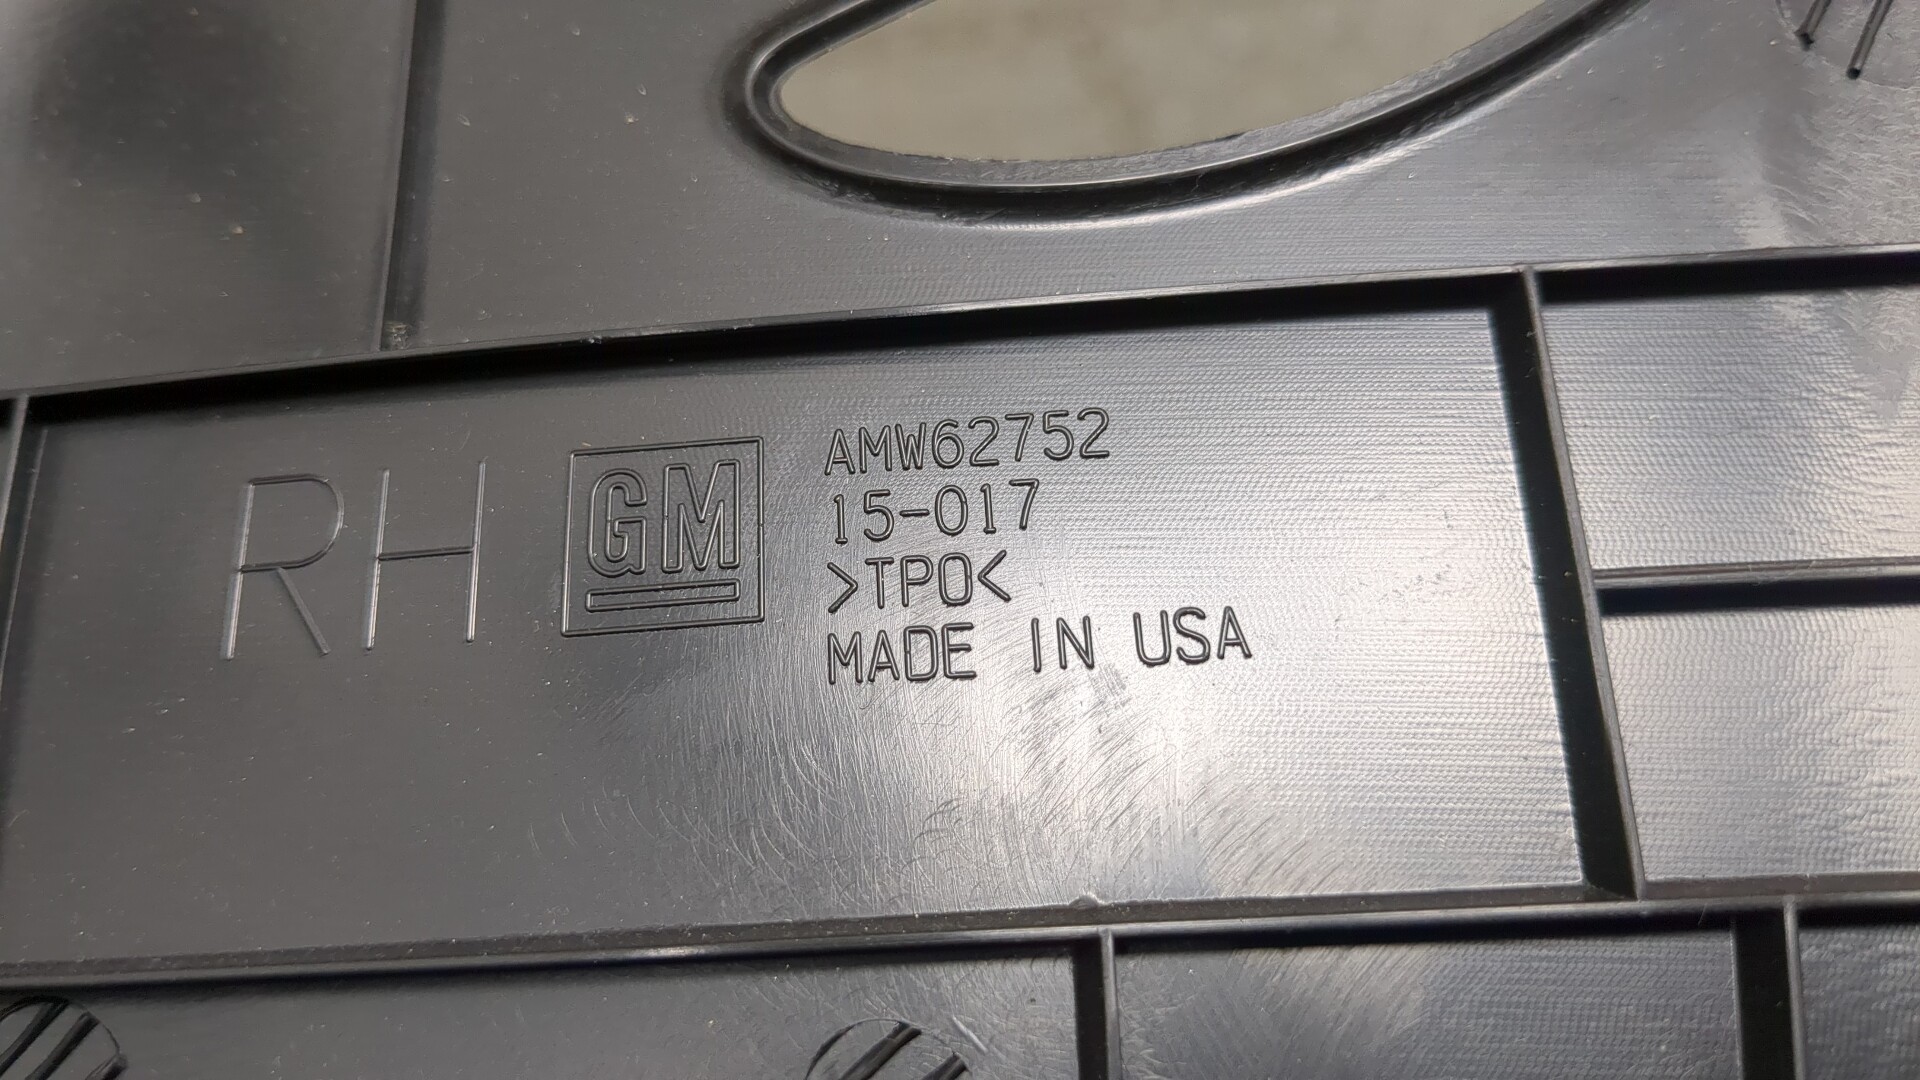 RH
GM
AMW62752
15-017
>TPO<
MADE IN USA